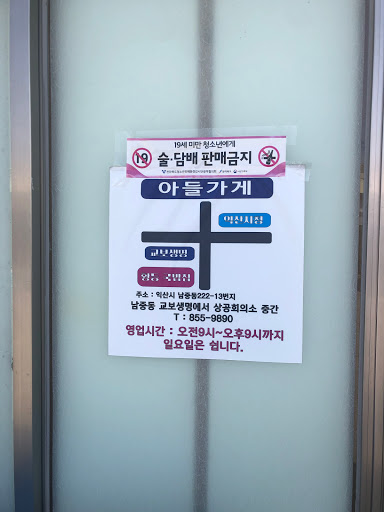 19세 미만 청소년에게
19
술·담배 판매금지
아들가게
익산시청
교보생명
주소 : 익산시 남중동222-13번지
남중동 교보생명에서 상공회의소 중간
T : 855-9890
영업시간 : 오전9시~오후9시까지
일요일은 쉽니다.